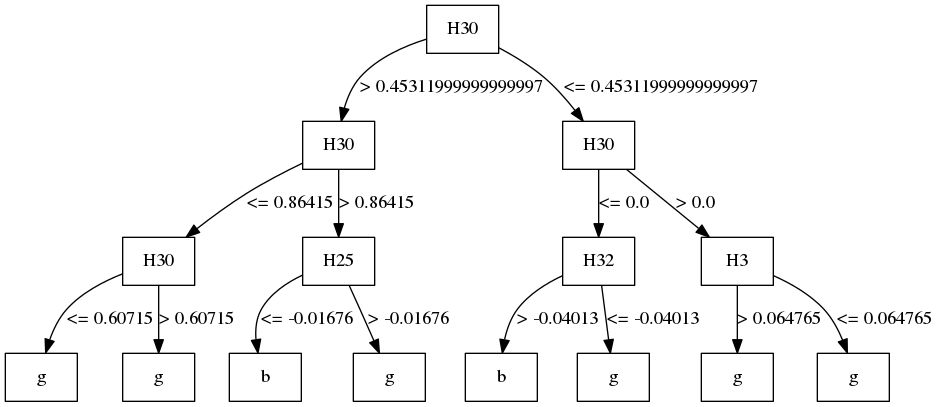 H30
> 0.45311999999999997 <= 0.45311999999999997
H30 H30
<= 0.86415 > 0.86415 <= 0.0 > 0.0
H30 H25 H32 H3
<= 0.60715 > 0.60715 <= -0.01676 > -0.01676 > -0.04013 <= -0.04013 > 0.064765 <= 0.064765
g g b g b g g g